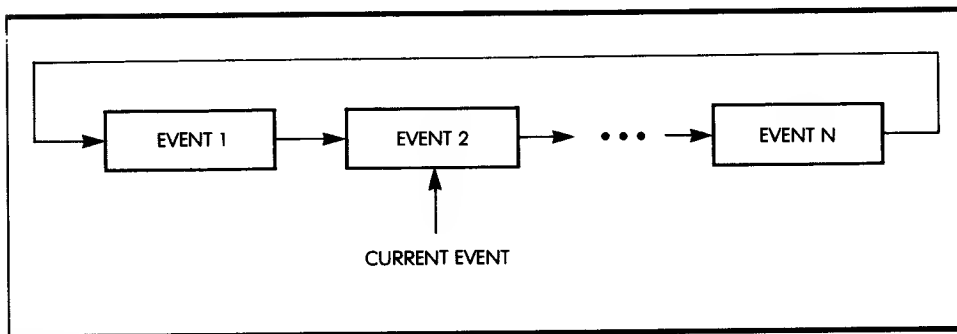 EVENT 1
EVENT 2
• • •
EVENT N
CURRENT EVENT